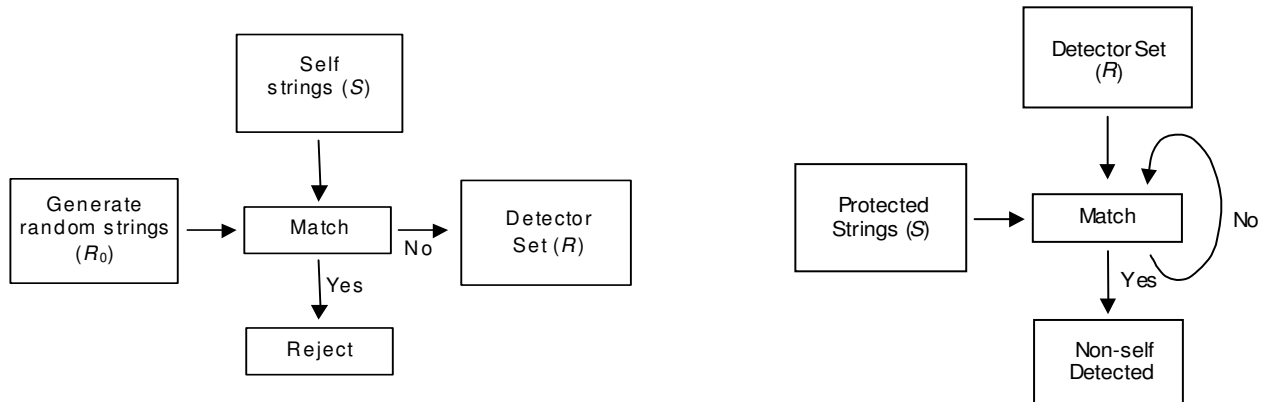 Self
strings (S)
Generate
random strings
(R₀)
Match
No
Detector
Set (R)
Yes
Reject
Detector Set
(R)
Protected
Strings (S)
Match
No
Yes
Non-self
Detected